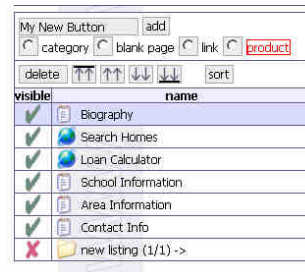 My New Button add
category blank page link product
delete sort
visible name
Biography
Search Homes
Loan Calculator
School Information
Area Information
Contact Info
new listing (1/1) ->